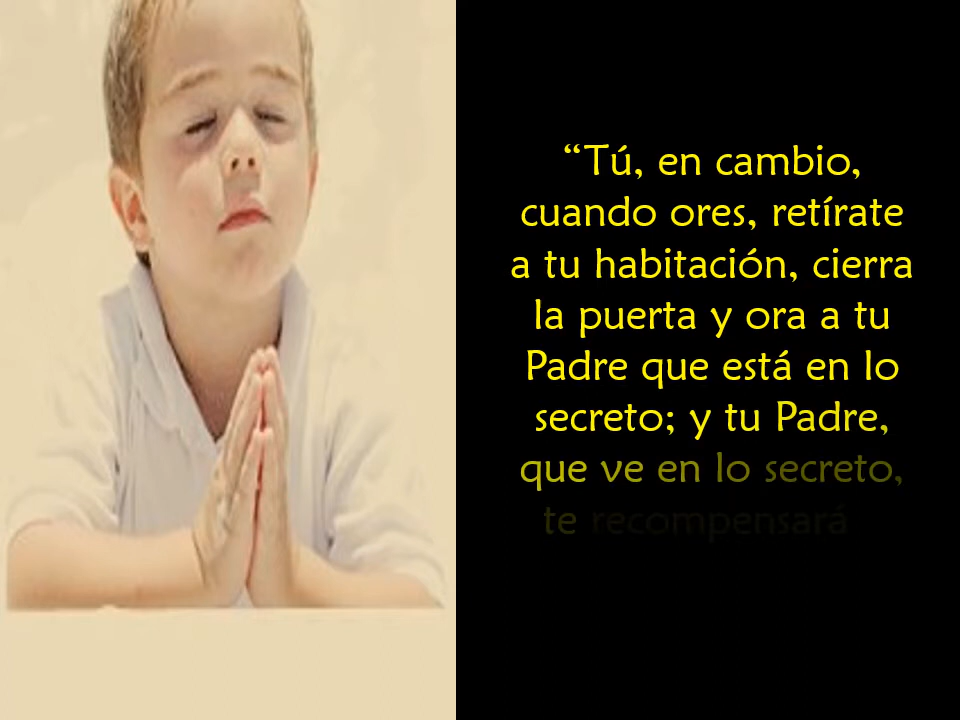 “Tú, en cambio,
cuando ores, retírate
a tu habitación, cierra
la puerta y ora a tu
Padre que está en lo
secreto; y tu Padre,
que ve en lo secreto,
te recompensará